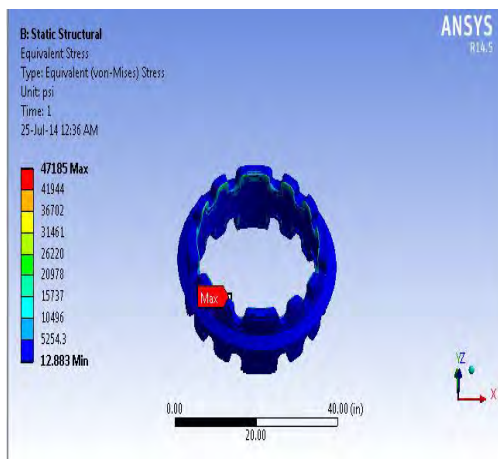 B: Static Structural
Equivalent Stress
Type: Equivalent (von-Mises) Stress
Unit: psi
Time: 1
25-Jul-14 12:36 AM
ANSYS
R14.5
47185 Max
41944
36702
31461
26220
20978
15737
10496
5254.3
12.883 Min
Max
0.00 40.00 (in)
20.00
Y Z
X